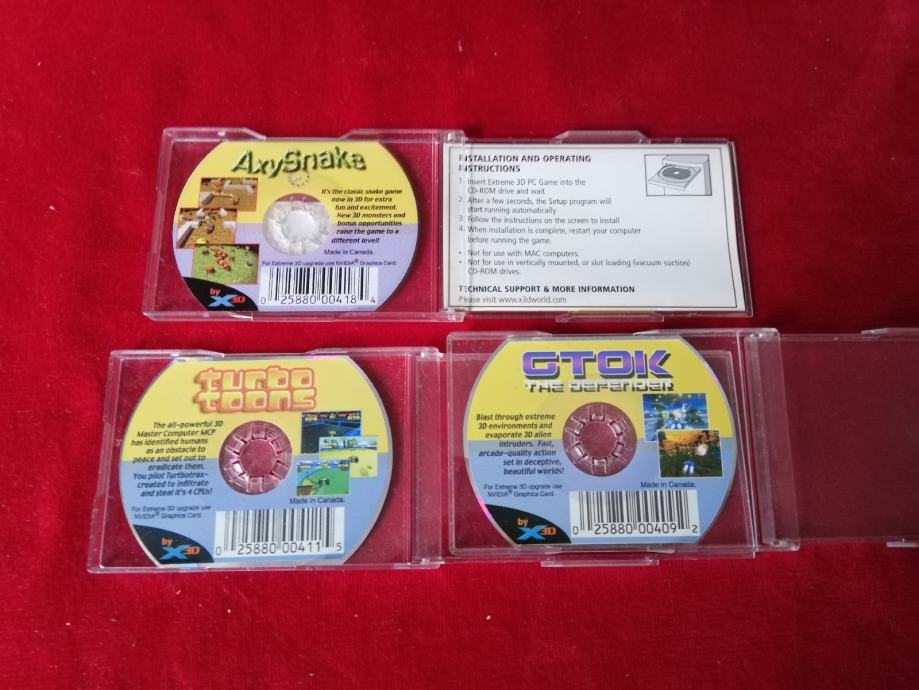 AxySnake
It's the classic snake game
now in 3D for extra
fun and excitement.
New 3D monsters and
bonus opportunities
raise the game to a
different level!
Made in Canada.
For Extreme 3D upgrade use NVIDIA® Graphics Card.
by
X3D
0 25880 00418 4
INSTALLATION AND OPERATING
INSTRUCTIONS
1. Insert Extreme 3D PC Game into the
CD-ROM drive and wait
2. After a few seconds, the Setup program will
start running automatically
3. Follow the instructions on the screen to install
4. When installation is complete, restart your computer
before running the game.
• Not for use with MAC computers.
• Not for use in vertically mounted, or slot loading (vacuum suction)
CD-ROM drives.
TECHNICAL SUPPORT & MORE INFORMATION
Please visit www.x3dworld.com
turbo
toons
The all-powerful 3D
Master Computer MCP
has identified humans
as an obstacle to
peace and set out to
eradicate them.
You pilot Turbotrax-
created to infiltrate
and steal it's 4 CPUs!
Made in Canada.
For Extreme 3D upgrade use
NVIDIA® Graphics Card.
by
X3D
0 25880 00411 5
GTOK
THE DEFENDER
Blast through extreme
3D environments and
evaporate 3D alien
intruders. Fast,
arcade-quality action
set in deceptive,
beautiful worlds!
Made in Canada.
For Extreme 3D upgrade use
NVIDIA® Graphics Card.
by
X3D
0 25880 00409 2